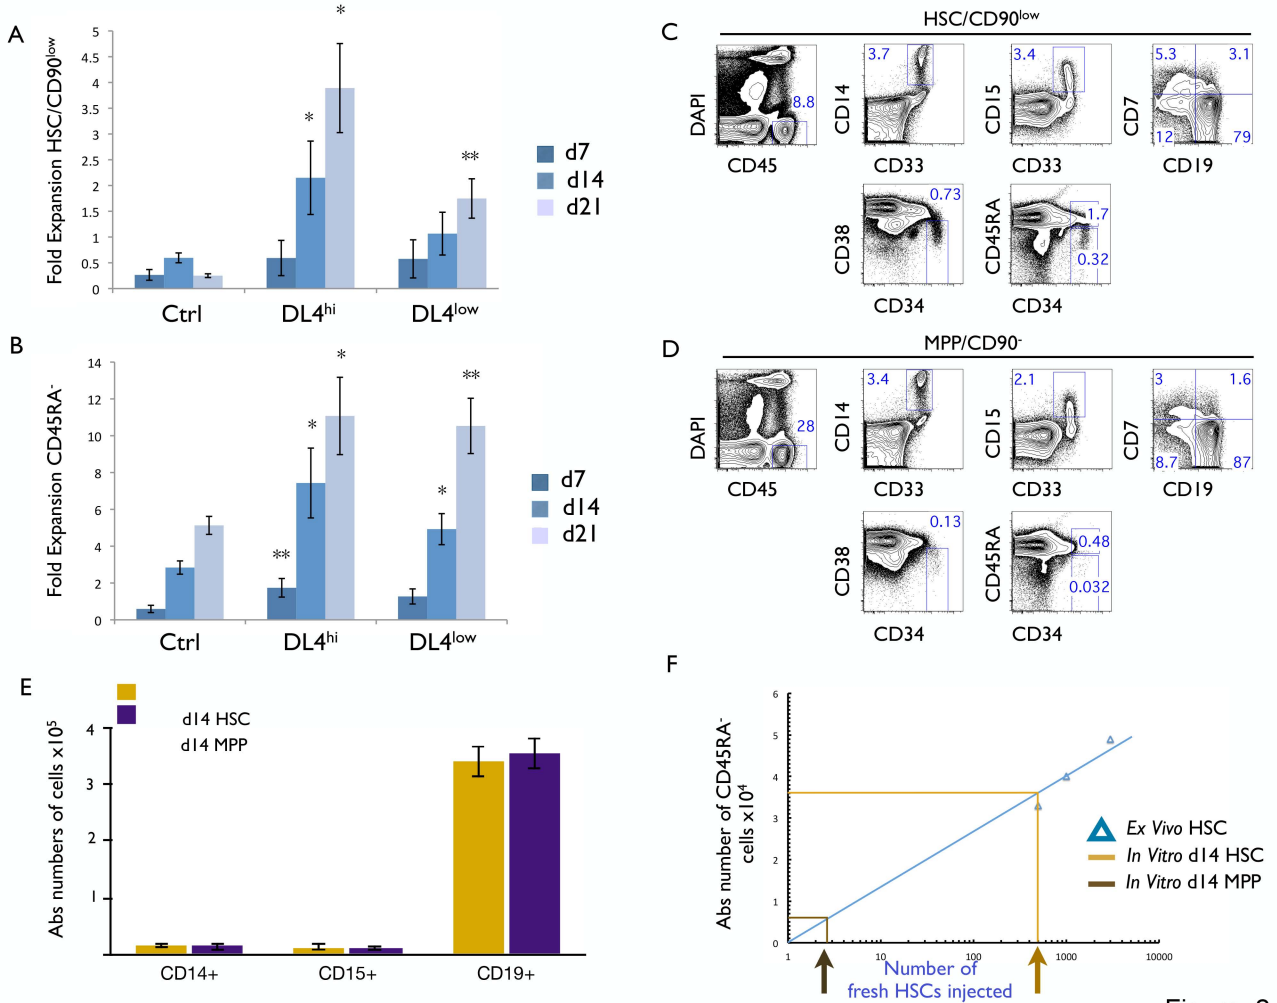 A
Fold Expansion HSC/CD90low
5
4.5
4
3.5
3
2.5
2
1.5
1
0.5
0
*
*
**
Ctrl
DL4hi
DL4low
d7
d14
d21
B
Fold Expansion CD45RA-
14
12
10
8
6
4
2
0
**
*
*
*
**
Ctrl
DL4hi
DL4low
d7
d14
d21
C
HSC/CD90low
DAPI
8.8
CD45
CD14
3.7
CD33
CD15
3.4
CD33
CD7
5.3
3.1
12
79
CD19
CD38
0.73
CD34
CD45RA
1.7
0.32
CD34
D
MPP/CD90-
DAPI
28
CD45
CD14
3.4
CD33
CD15
2.1
CD33
CD7
3
1.6
8.7
87
CD19
CD38
0.13
CD34
CD45RA
0.48
0.032
CD34
E
d14 HSC
d14 MPP
Abs numbers of cells x105
4
3
2
1
CD14+
CD15+
CD19+
F
Abs number of CD45RA-
cells x104
6
5
4
3
2
1
0
1
10
100
1000
10000
Number of
fresh HSCs injected
Ex Vivo HSC
In Vitro d14 HSC
In Vitro d14 MPP